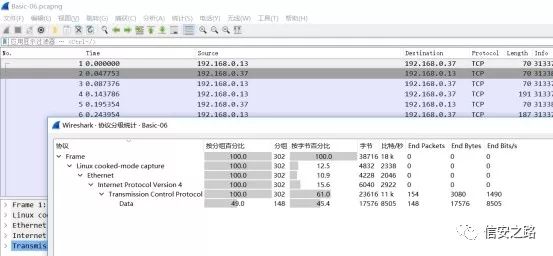 Basic-06.pcapng
文件(F) 编辑(E) 视图(V) 跳转(G) 捕获(C) 分析(A) 统计(S) 电话(Y) 无线(W) 工具(T) 帮助(H)
应用显示过滤器 … <Ctrl-/>
No. Time Source Destination Protocol Length Info
1 0.000000 192.168.0.13 192.168.0.37 TCP 70 31337
2 0.047753 192.168.0.37 192.168.0.13 TCP 70 31338
3 0.087376 192.168.0.13 192.168.0.37 TCP 70 31337
4 0.143786 192.168.0.13 192.168.0.37 TCP 191 31337
5 0.195354 192.168.0.37 192.168.0.13 TCP 70 31338
6 0.243954 192.168.0.13 192.168.0.37 TCP 187 31337
Wireshark · 协议分级统计 · Basic-06
协议 按分组百分比 分组 按字节百分比 字节 比特/秒 End Packets End Bytes End Bits/s
Frame 100.0 302 100.0 38716 18 k 0 0 0
Linux cooked-mode capture 100.0 302 12.5 4832 2338 0 0 0
Ethernet 100.0 302 10.9 4228 2046 0 0 0
Internet Protocol Version 4 100.0 302 15.6 6040 2922 0 0 0
Transmission Control Protocol 100.0 302 61.0 23616 11 k 154 3080 1490
Data 49.0 148 45.4 17576 8505 148 17576 8505
Frame 1:
Linux coo
Ethernet
Internet
Transmis
信安之路